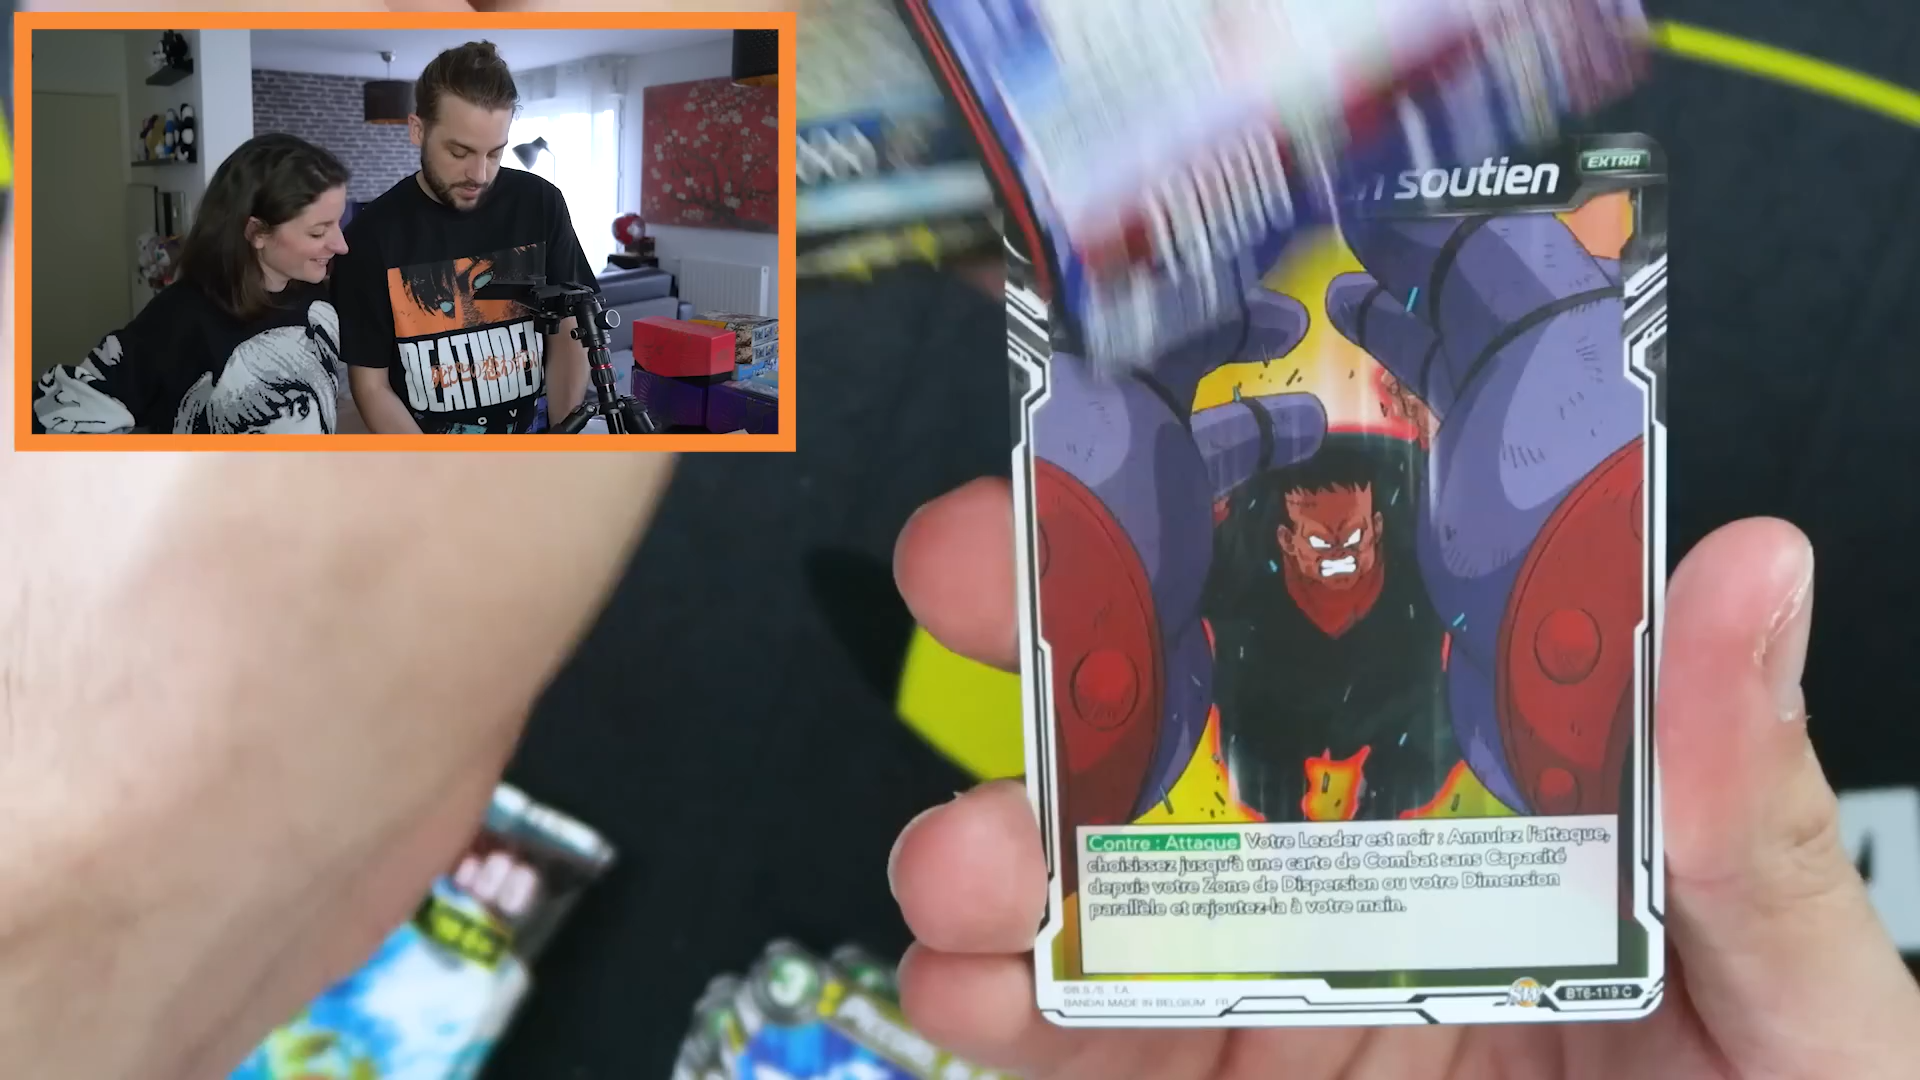 soutien
EXTRA
Contre : Attaque Votre Leader est noir : Annulez l'attaque,
choisissez jusqu'à une carte de Combat sans Capacité
depuis votre Zone de Dispersion ou votre Dimension
parallèle et rajoutez-la à votre main.
BANDAI MADE IN BELGIUM FR
BT6-119 C
3